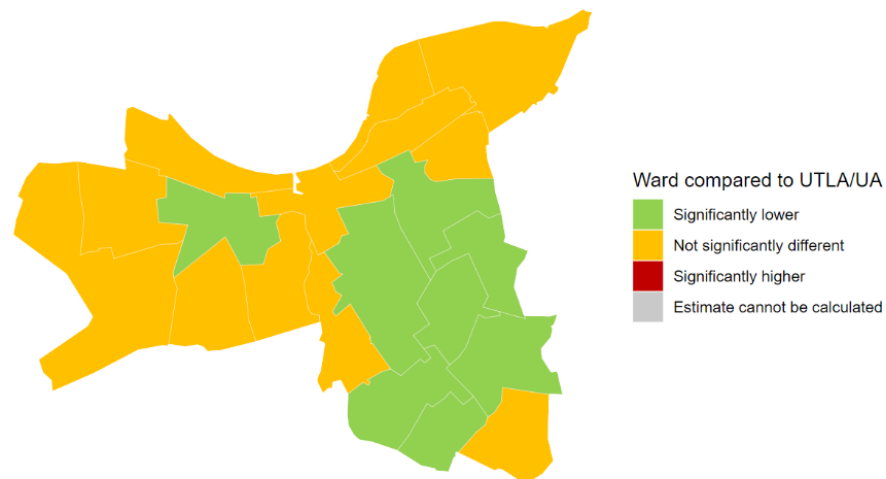 Ward compared to UTLA/UA
Significantly lower
Not significantly different
Significantly higher
Estimate cannot be calculated